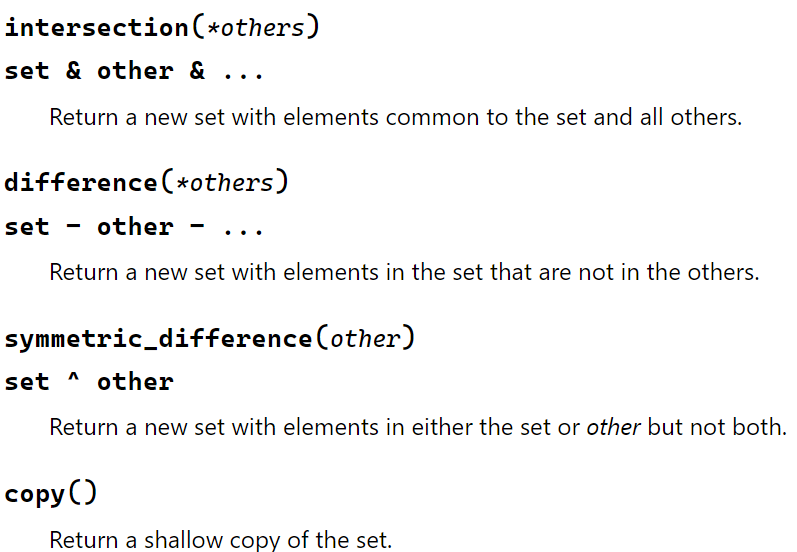 intersection(*others)
set & other & ...
Return a new set with elements common to the set and all others.
difference(*others)
set - other - ...
Return a new set with elements in the set that are not in the others.
symmetric_difference(other)
set ^ other
Return a new set with elements in either the set or other but not both.
copy()
Return a shallow copy of the set.